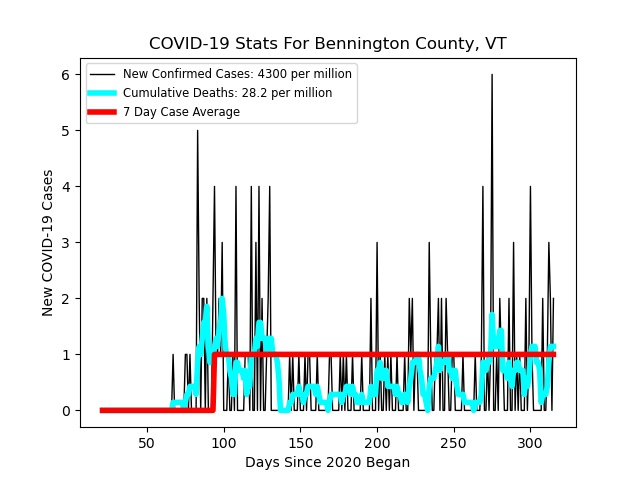 COVID-19 Stats For Bennington County, VT
New Confirmed Cases: 4300 per million
Cumulative Deaths: 28.2 per million
7 Day Case Average
New COVID-19 Cases
6
5
4
3
2
1
0
50 100 150 200 250 300
Days Since 2020 Began